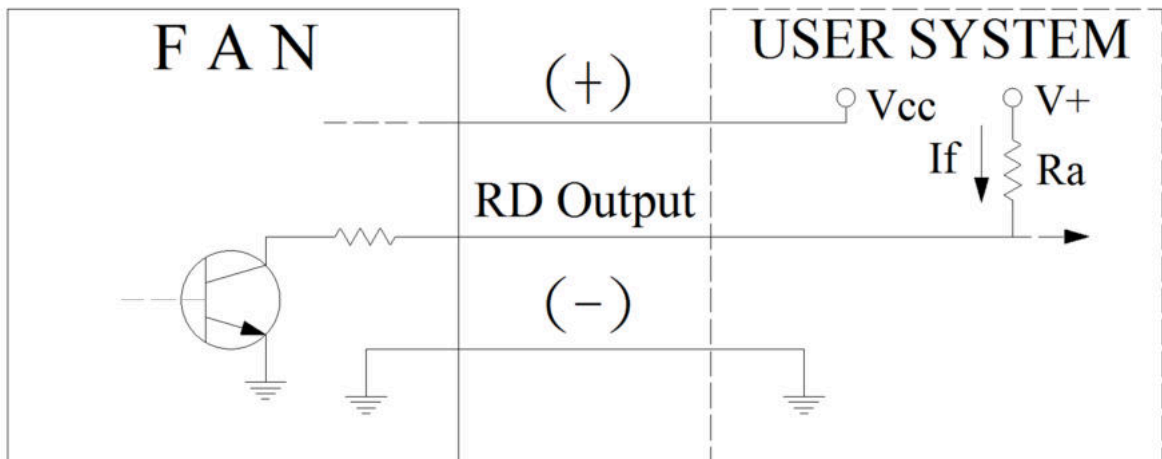 F A N
USER SYSTEM
(+)
Vcc
V+
If
Ra
RD Output
(-)